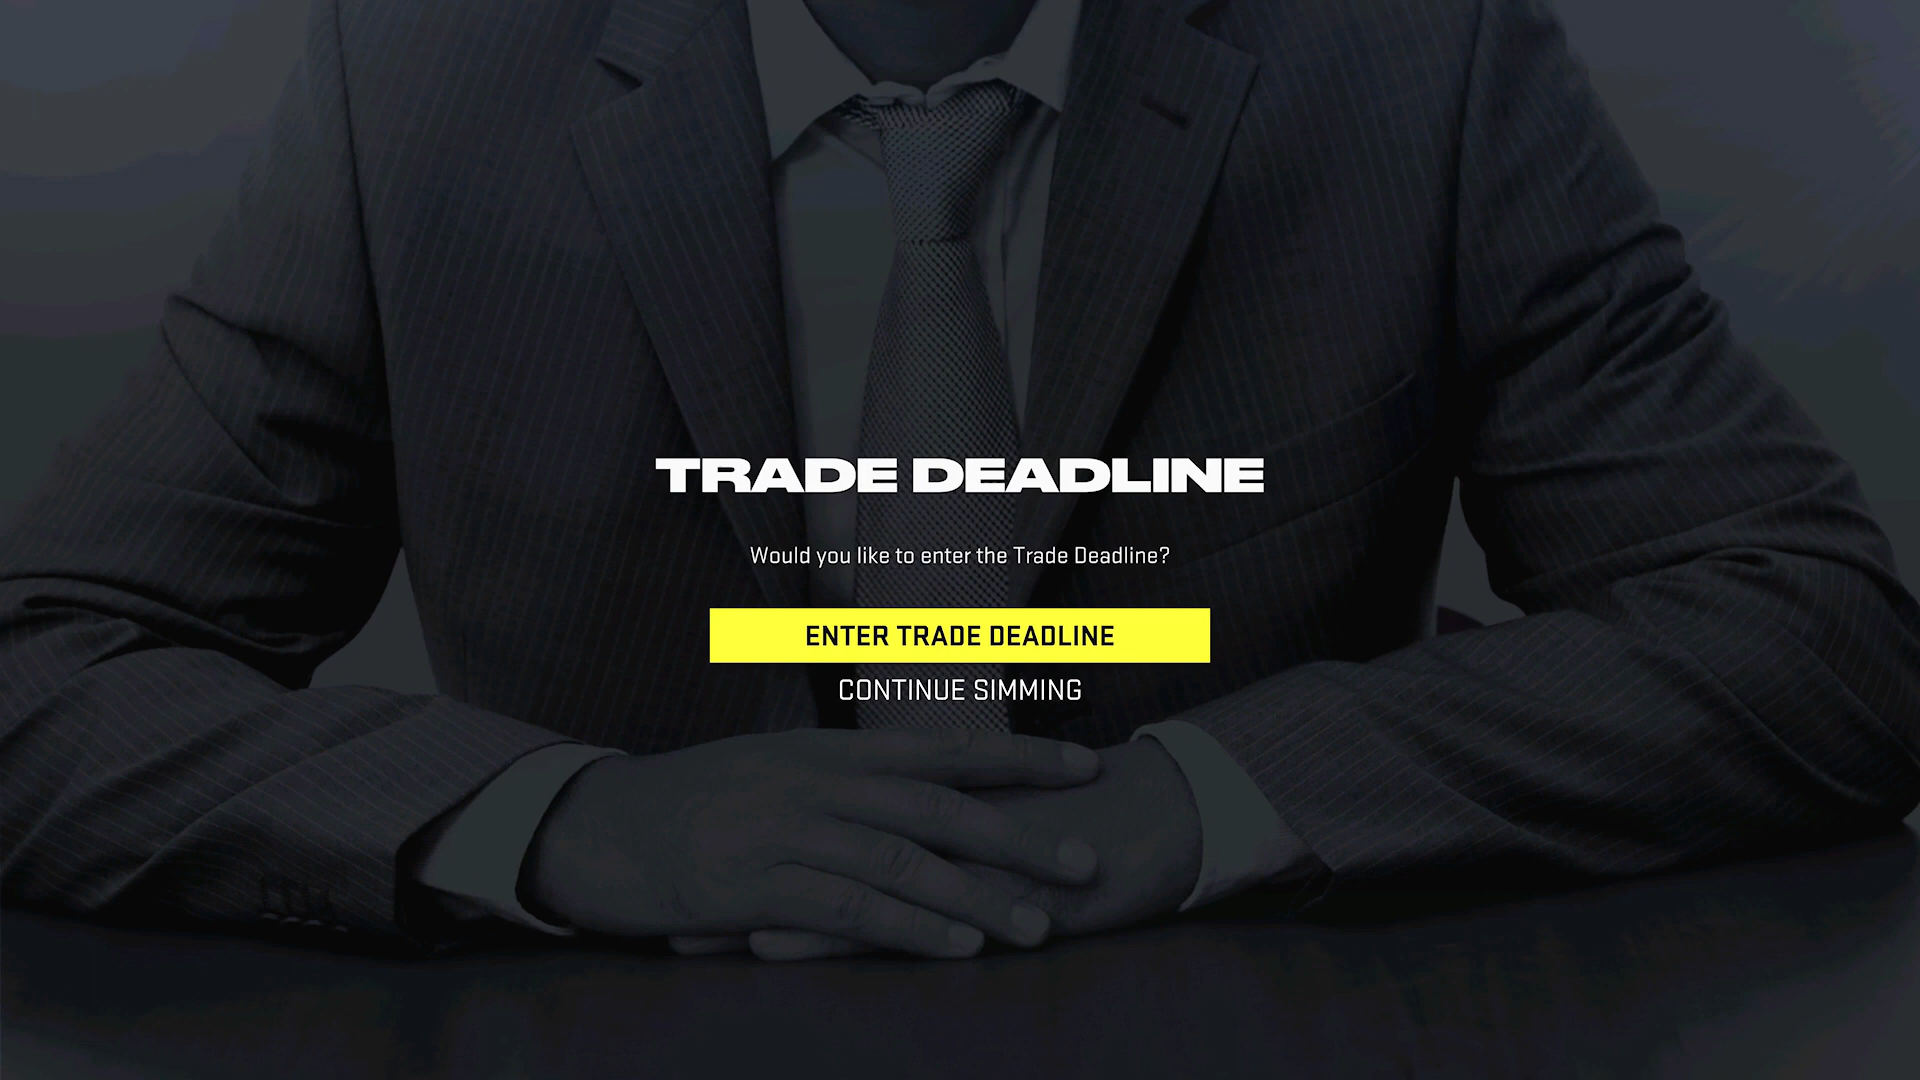 TRADE DEADLINE
Would you like to enter the Trade Deadline?
ENTER TRADE DEADLINE
CONTINUE SIMMING